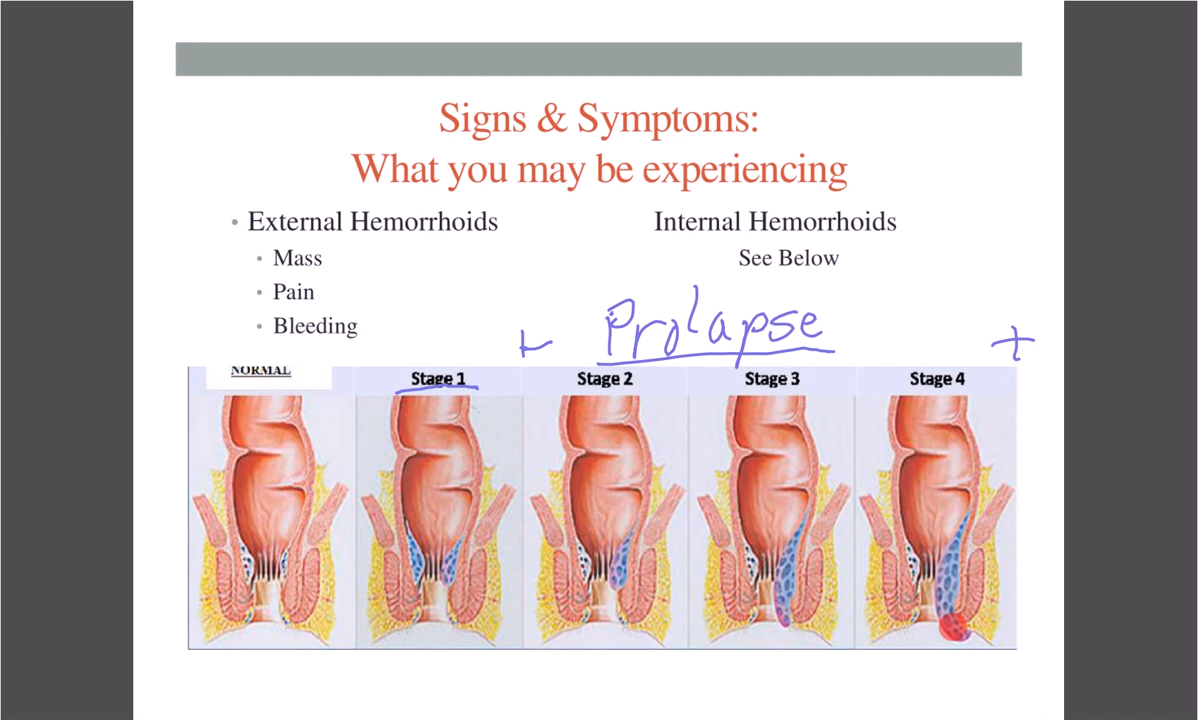 Signs & Symptoms:
What you may be experiencing
• External Hemorrhoids
• Mass
• Pain
• Bleeding
Internal Hemorrhoids
See Below
Prolapse +
NORMAL
Stage 1
Stage 2
Stage 3
Stage 4